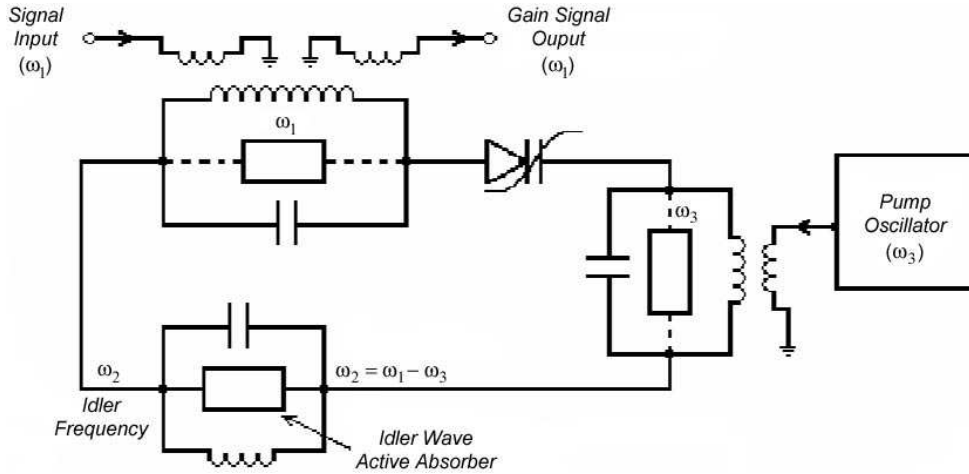 Signal
Input
(ω₁)
Gain Signal
Ouput
(ω₁)
ω₁
ω₃
Pump
Oscillator
(ω₃)
ω₂
ω₂ = ω₁ – ω₃
Idler
Frequency
Idler Wave
Active Absorber